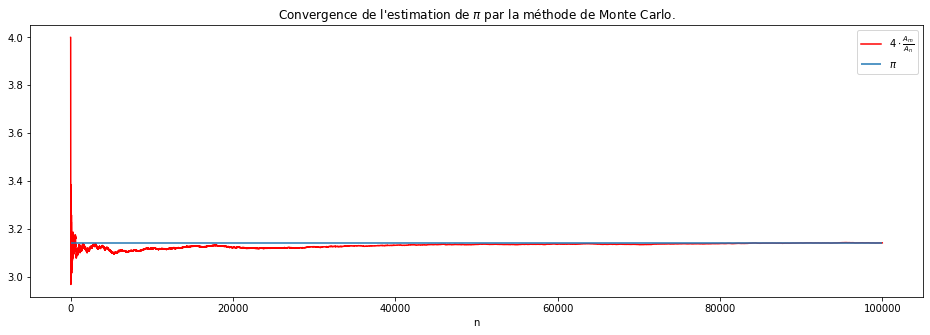 Convergence de l'estimation de π par la méthode de Monte Carlo.
4.0
3.8
3.6
3.4
3.2
3.0
4 · A_m/A_n
π
0 20000 40000 60000 80000 100000
n